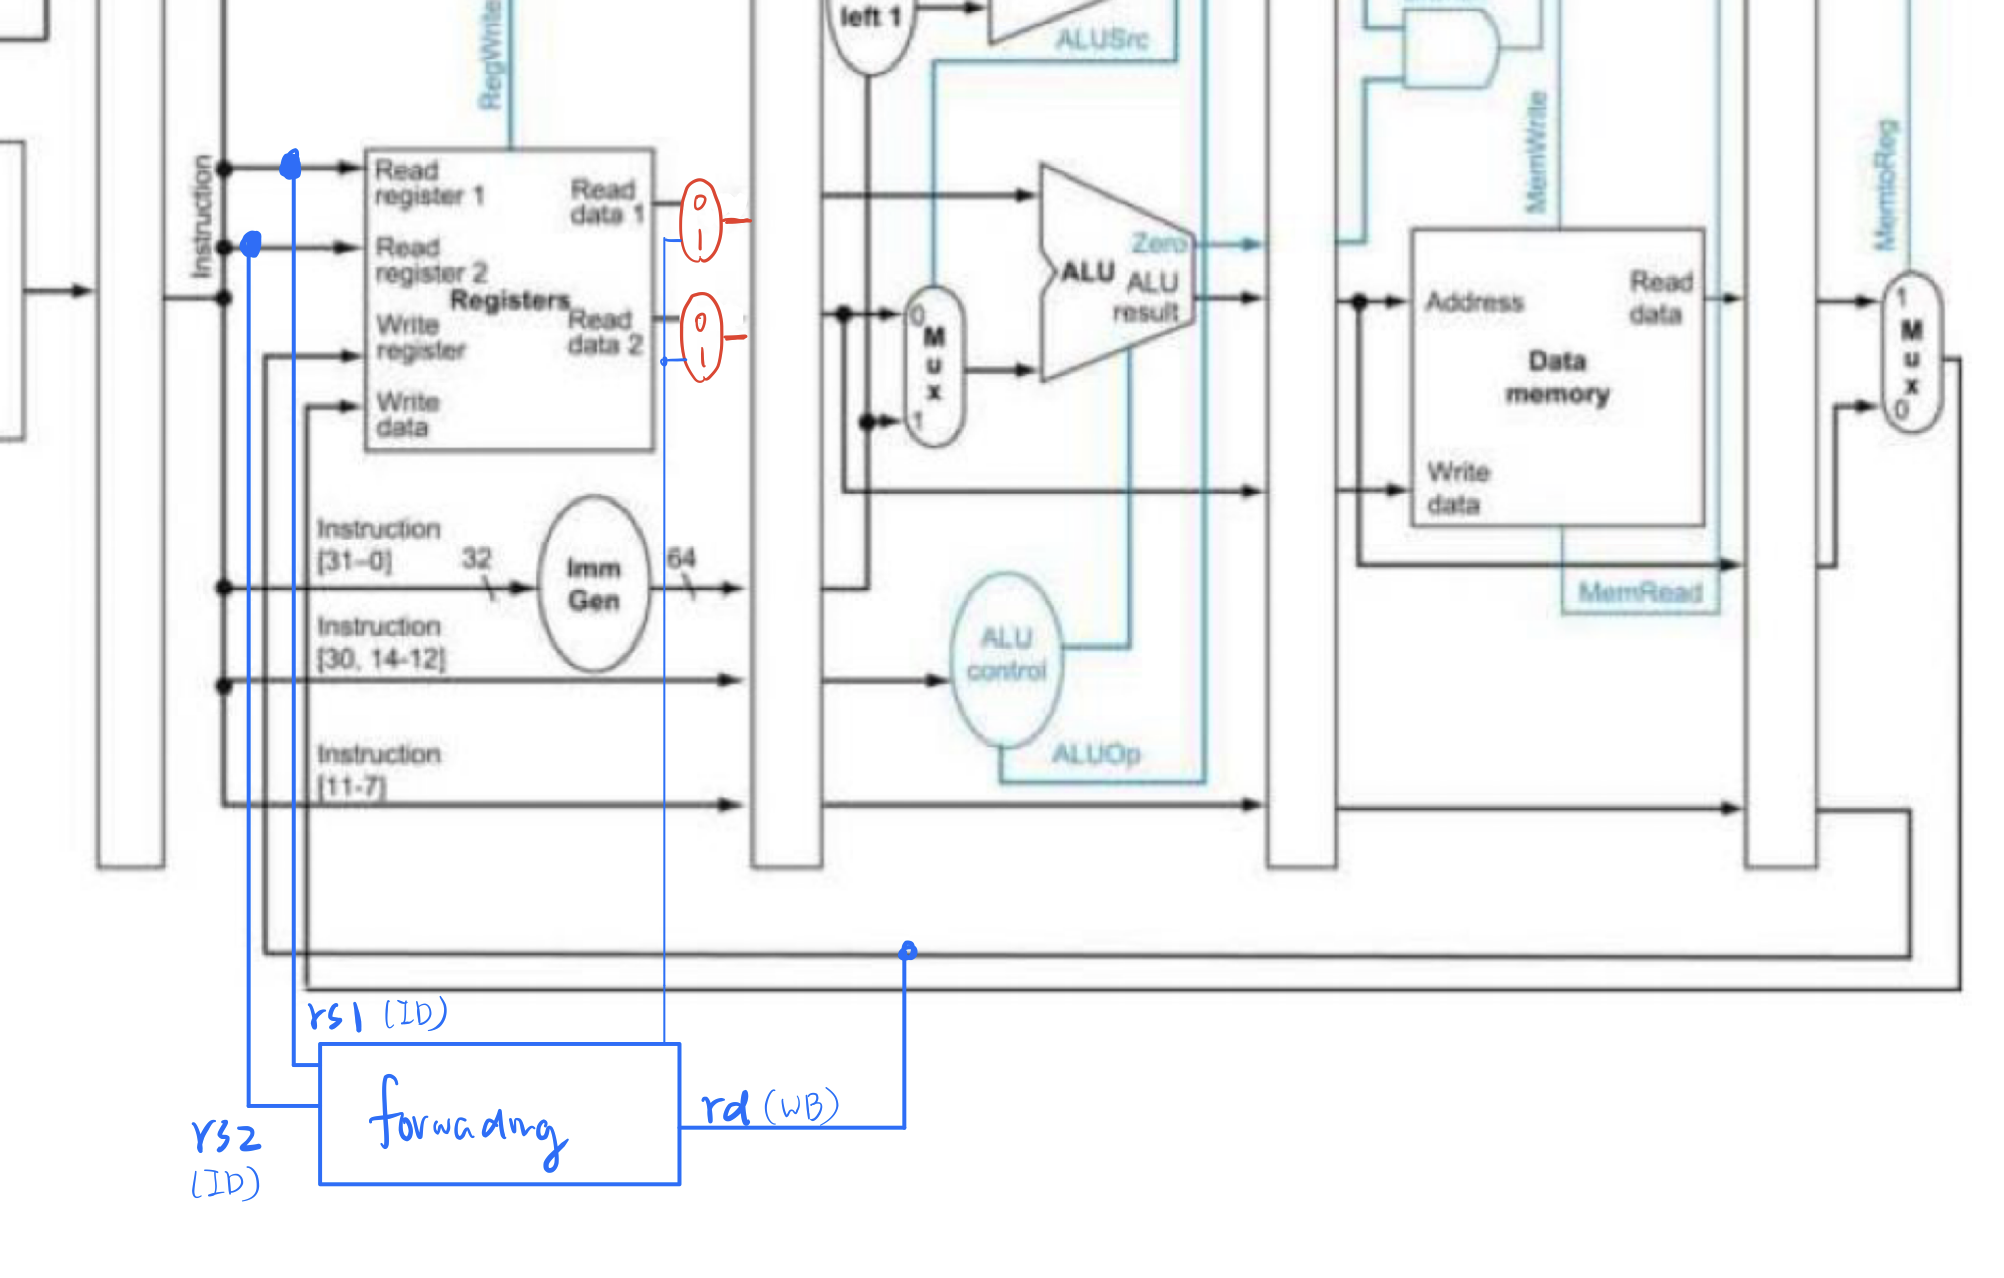 left 1
ALUSrc
RegWrite
MemWrite
MemtoReg
Instruction
Read
register 1
Read
data 1
0
1
Read
register 2
Registers
Read
data 2
0
1
Write
register
Write
data
Zero
ALU
ALU
result
0
M
u
x
1
Address
Read
data
Data
memory
Write
data
1
M
u
x
0
Instruction
[31–0]
32
Imm
Gen
64
MemRead
Instruction
[30, 14-12]
ALU
control
Instruction
[11-7]
ALUOp
rs1 (ID)
forwading
rd (WB)
rs2
(ID)